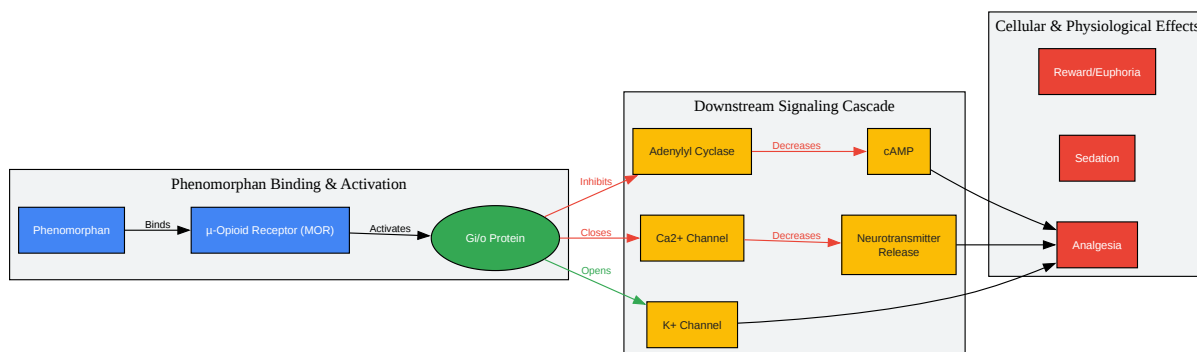 Cellular & Physiological Effects
Reward/Euphoria
Downstream Signaling Cascade
Adenylyl Cyclase
Decreases
cAMP
Sedation
Phenomorphan Binding & Activation
Inhibits
Phenomorphan
Binds
µ-Opioid Receptor (MOR)
Activates
Gi/o Protein
Closes
Ca2+ Channel
Decreases
Neurotransmitter
Release
Analgesia
Opens
K+ Channel